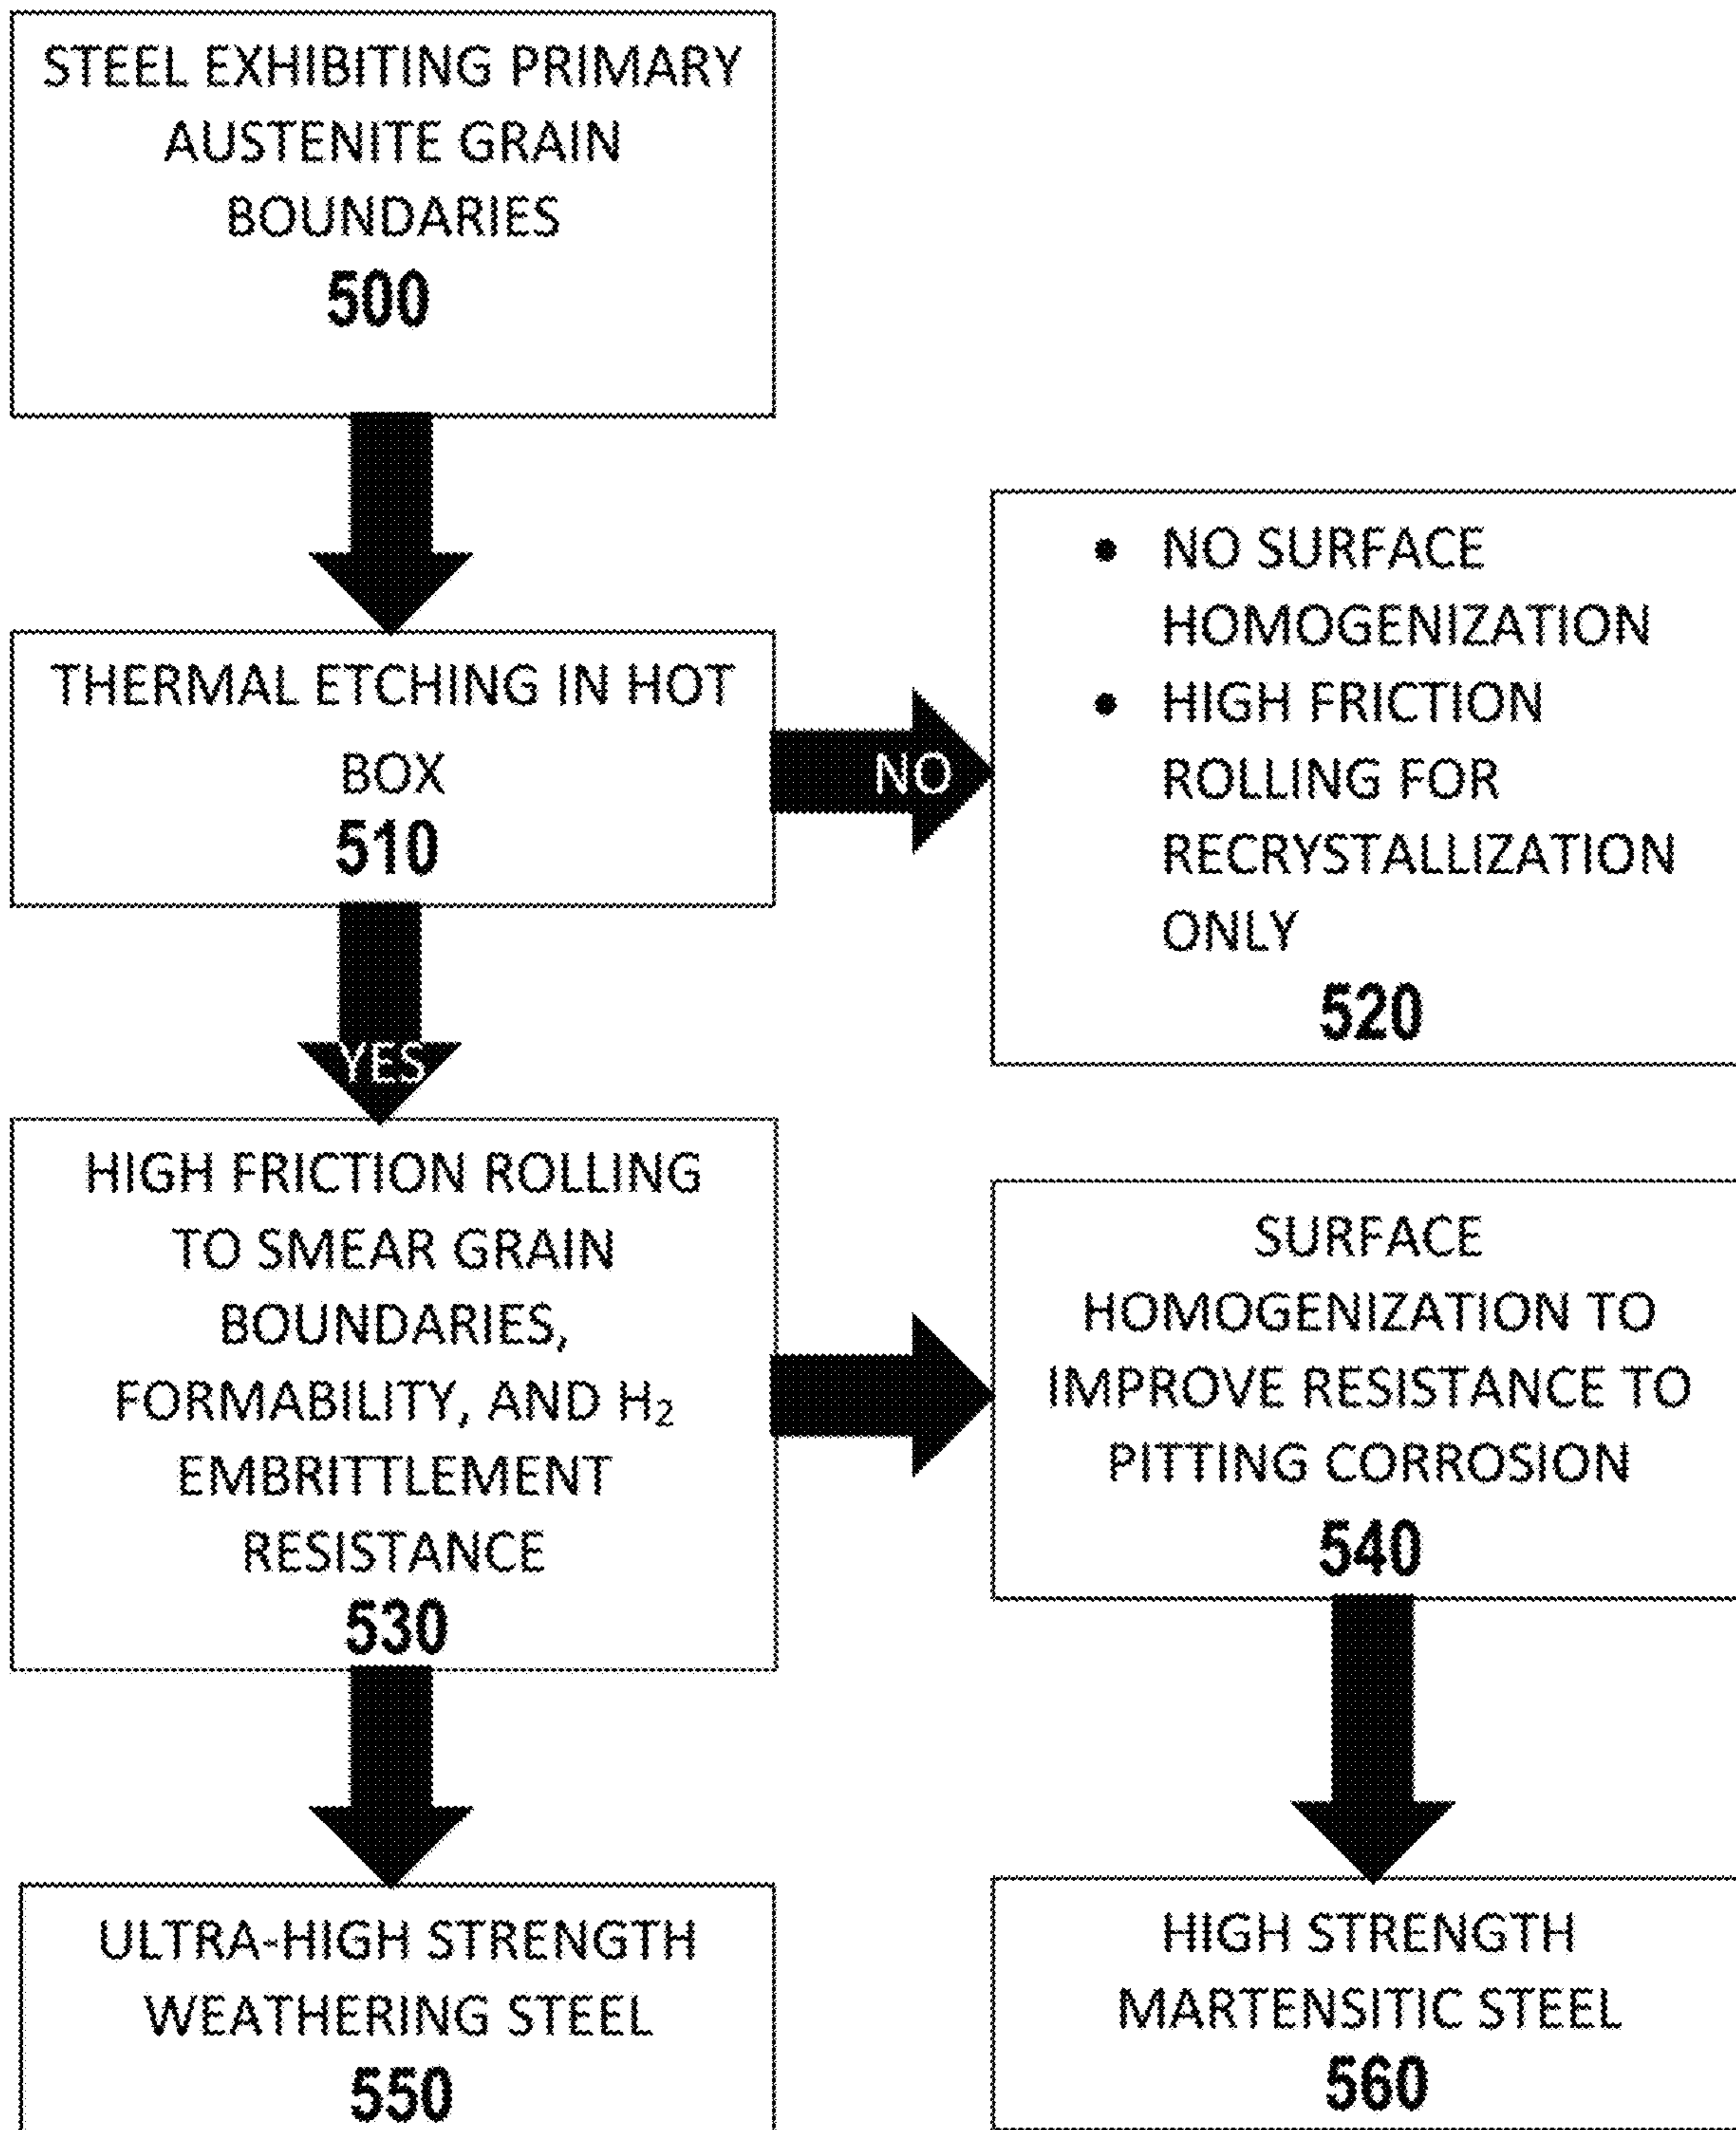 STEEL EXHIBITING PRIMARY
AUSTENITE GRAIN
BOUNDARIES
500
THERMAL ETCHING IN HOT
BOX
510
NO
• NO SURFACE
HOMOGENIZATION
• HIGH FRICTION
ROLLING FOR
RECRYSTALLIZATION
ONLY
520
YES
HIGH FRICTION ROLLING
TO SMEAR GRAIN
BOUNDARIES,
FORMABILITY, AND H₂
EMBRITTLEMENT
RESISTANCE
530
SURFACE
HOMOGENIZATION TO
IMPROVE RESISTANCE TO
PITTING CORROSION
540
ULTRA-HIGH STRENGTH
WEATHERING STEEL
550
HIGH STRENGTH
MARTENSITIC STEEL
560